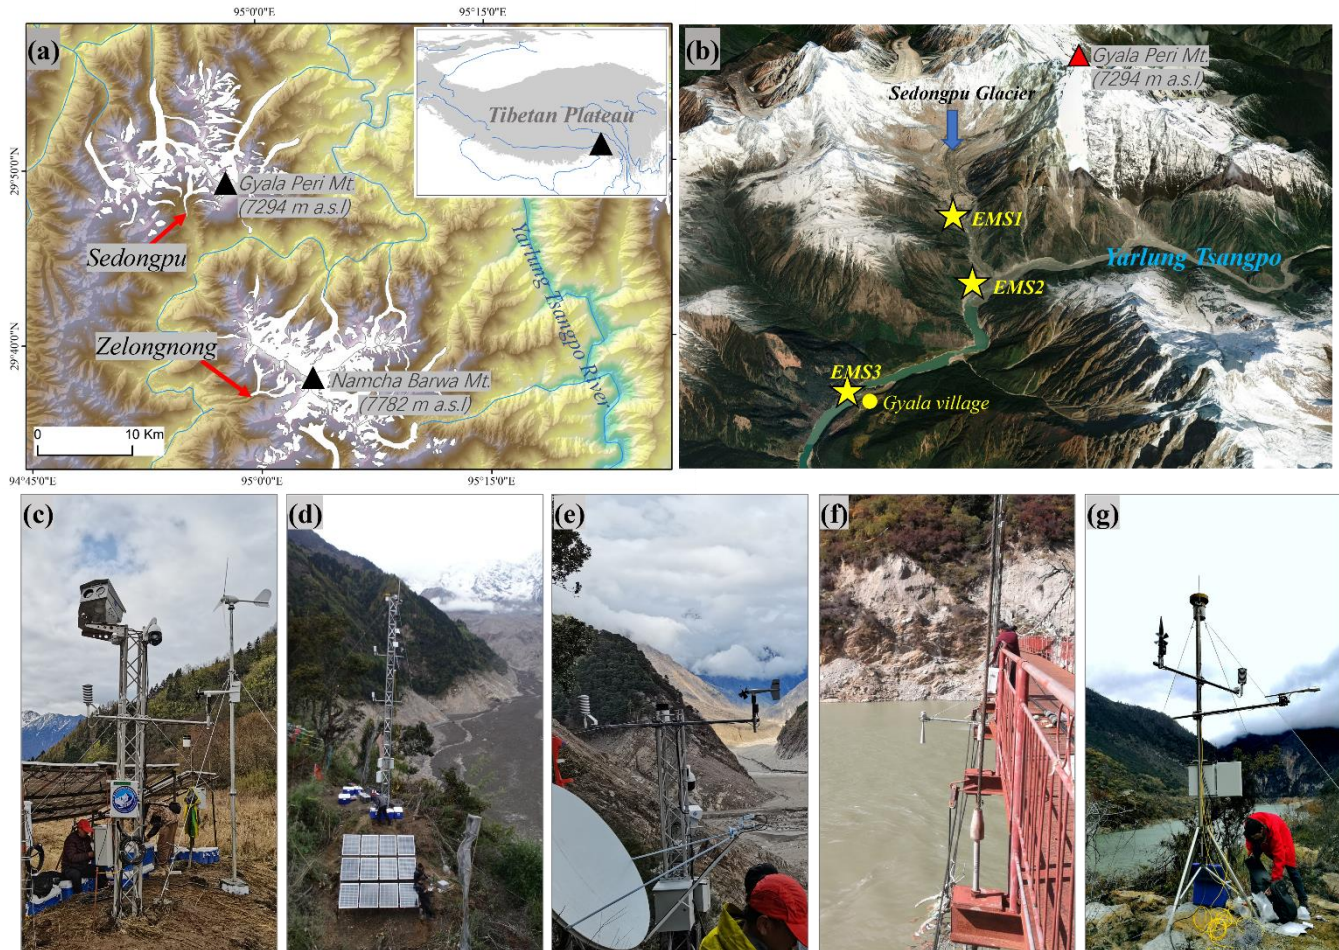 (a)
95°0'0"E
95°15'0"E
29°50'0"N
29°40'0"N
Tibetan Plateau
Gyala Peri Mt.
(7294 m a.s.l)
Sedongpu
Yarlung Tsangpo River
Zelongnong
Namcha Barwa Mt.
(7782 m a.s.l)
0
10 Km
94°45'0"E
95°0'0"E
95°15'0"E
(b)
Gyala Peri Mt.
(7294 m a.s.l)
Sedongpu Glacier
EMS1
Yarlung Tsangpo
EMS2
EMS3
Gyala village
(c)
(d)
(e)
(f)
(g)